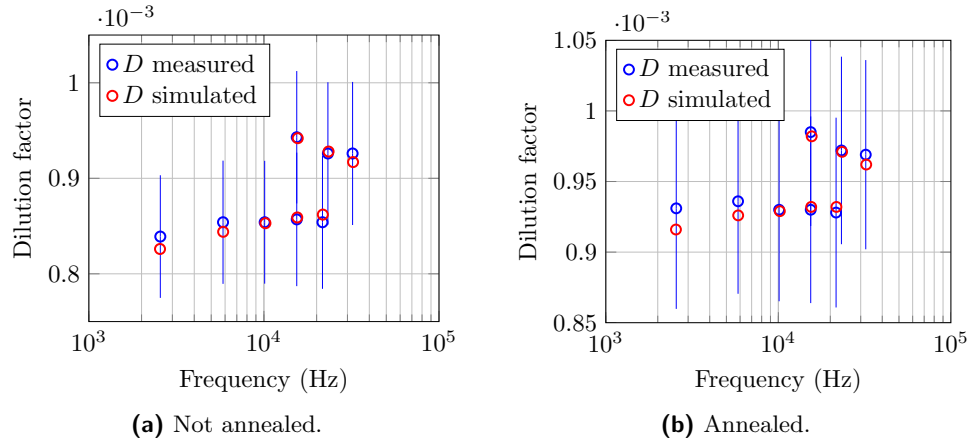 ·10⁻³
D measured
D simulated
1
0.9
0.8
Dilution factor
10³
10⁴
10⁵
Frequency (Hz)
(a) Not annealed.
·10⁻³
D measured
D simulated
1.05
1
0.95
0.9
0.85
Dilution factor
10³
10⁴
10⁵
Frequency (Hz)
(b) Annealed.